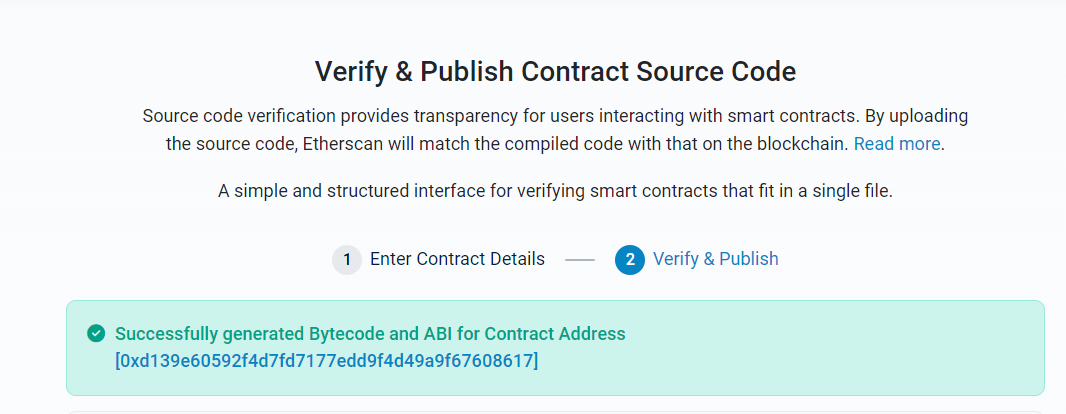 Verify & Publish Contract Source Code
Source code verification provides transparency for users interacting with smart contracts. By uploading
the source code, Etherscan will match the compiled code with that on the blockchain. Read more.
A simple and structured interface for verifying smart contracts that fit in a single file.
1 Enter Contract Details 2 Verify & Publish
Successfully generated Bytecode and ABI for Contract Address
[0xd139e60592f4d7fd7177edd9f4d49a9f67608617]